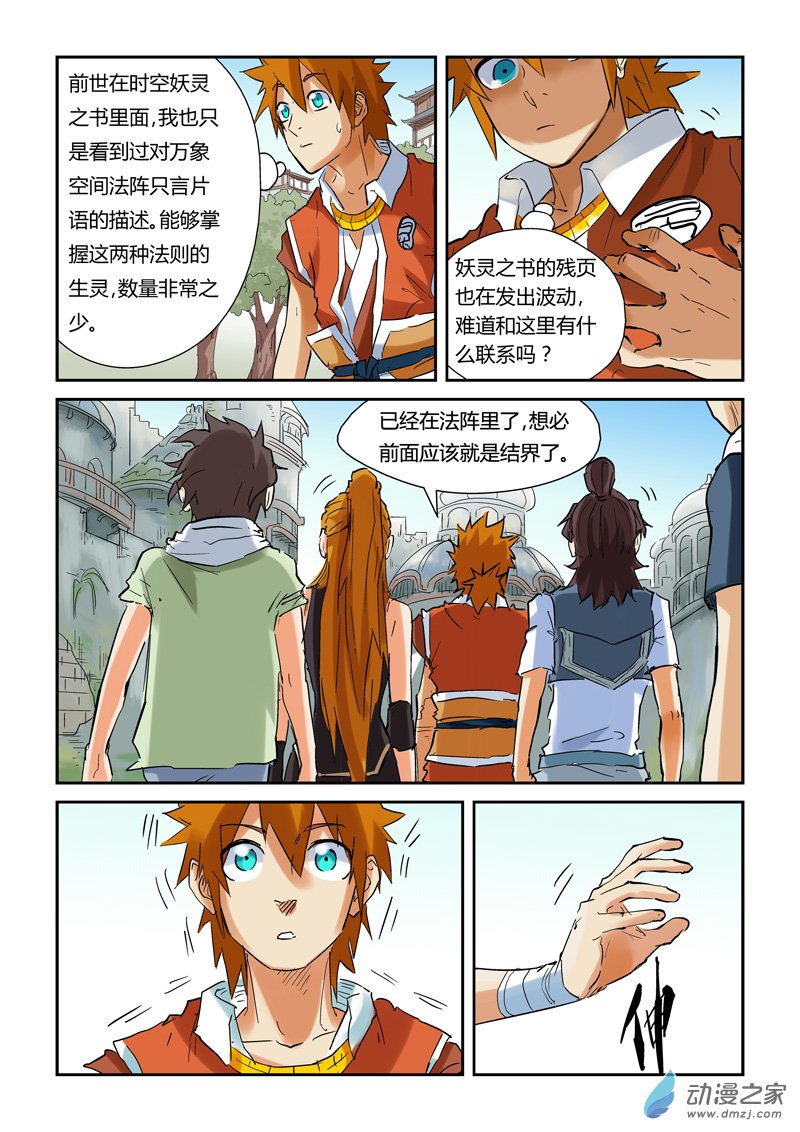 前世在时空妖灵
之书里面，我也只
是看到过对万象
空间法阵只言片
语的描述。能够掌
握这两种法则的
生灵，数量非常之
少。
妖灵之书的残页
也在发出波动，
难道和这里有什
么联系吗？
已经在法阵里了，想必
前面应该就是结界了。
伸
动漫之家
www.dmzj.com